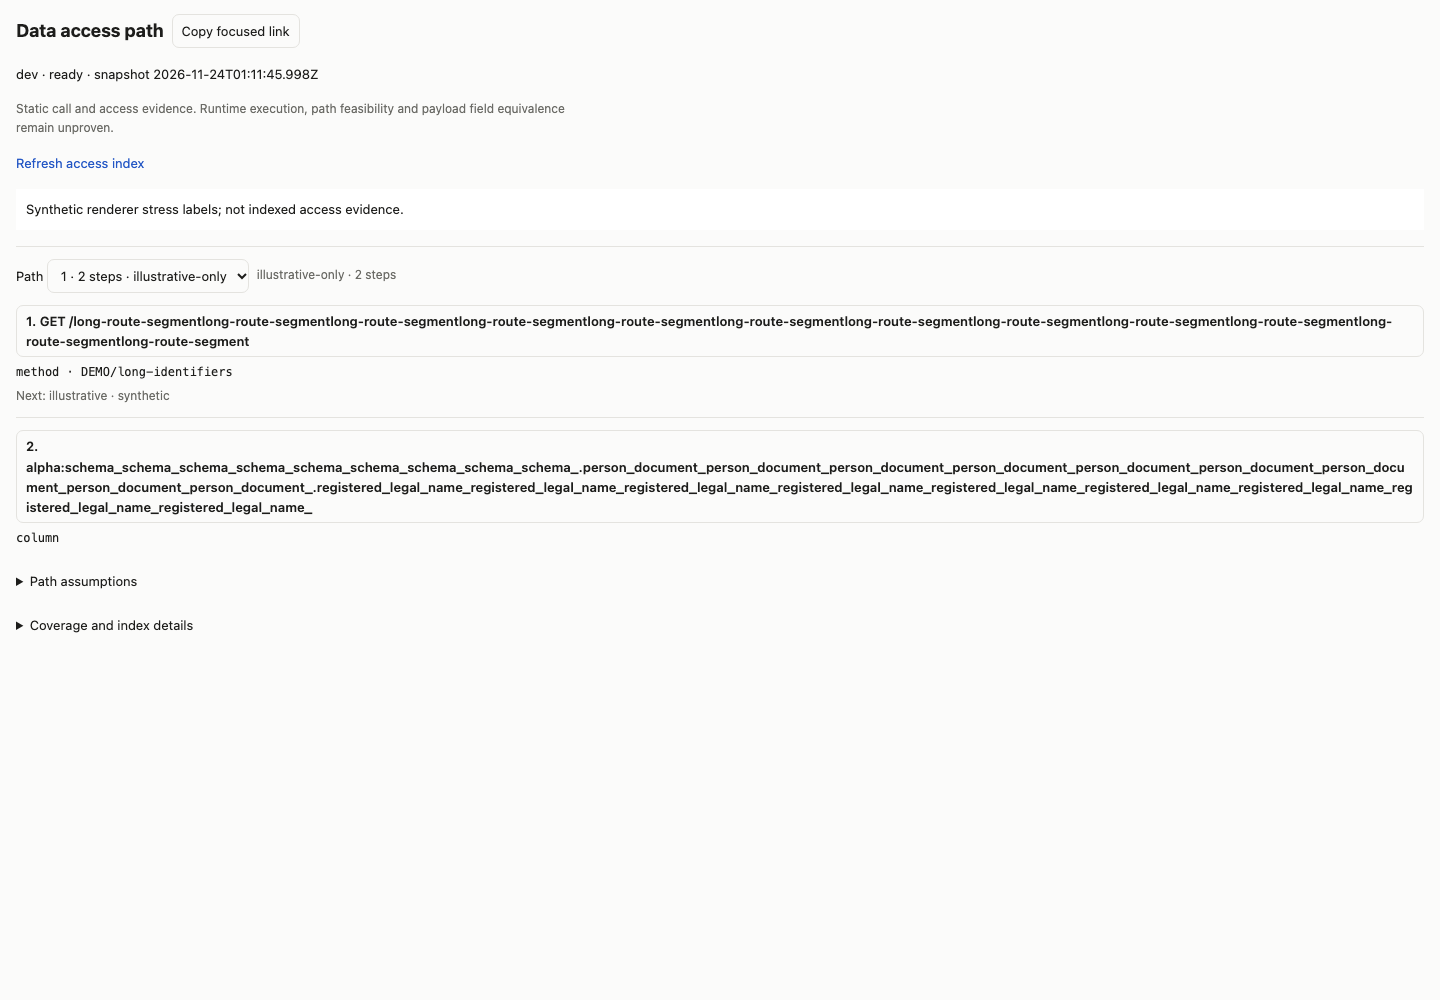 Data access path
Copy focused link
dev · ready · snapshot 2026-11-24T01:11:45.998Z
Static call and access evidence. Runtime execution, path feasibility and payload field equivalence
remain unproven.
Refresh access index
Synthetic renderer stress labels; not indexed access evidence.
Path
1 · 2 steps · illustrative-only
illustrative-only · 2 steps
1. GET /long-route-segmentlong-route-segmentlong-route-segmentlong-route-segmentlong-route-segmentlong-route-segmentlong-route-segmentlong-route-segmentlong-route-segmentlong-route-segmentlong-
route-segmentlong-route-segment
method · DEMO/long-identifiers
Next: illustrative · synthetic
2.
alpha:schema_schema_schema_schema_schema_schema_schema_schema_schema_.person_document_person_document_person_document_person_document_person_document_person_document_person_docu
ment_person_document_person_document_.registered_legal_name_registered_legal_name_registered_legal_name_registered_legal_name_registered_legal_name_registered_legal_name_registered_legal_name_reg
istered_legal_name_registered_legal_name_
column
Path assumptions
Coverage and index details